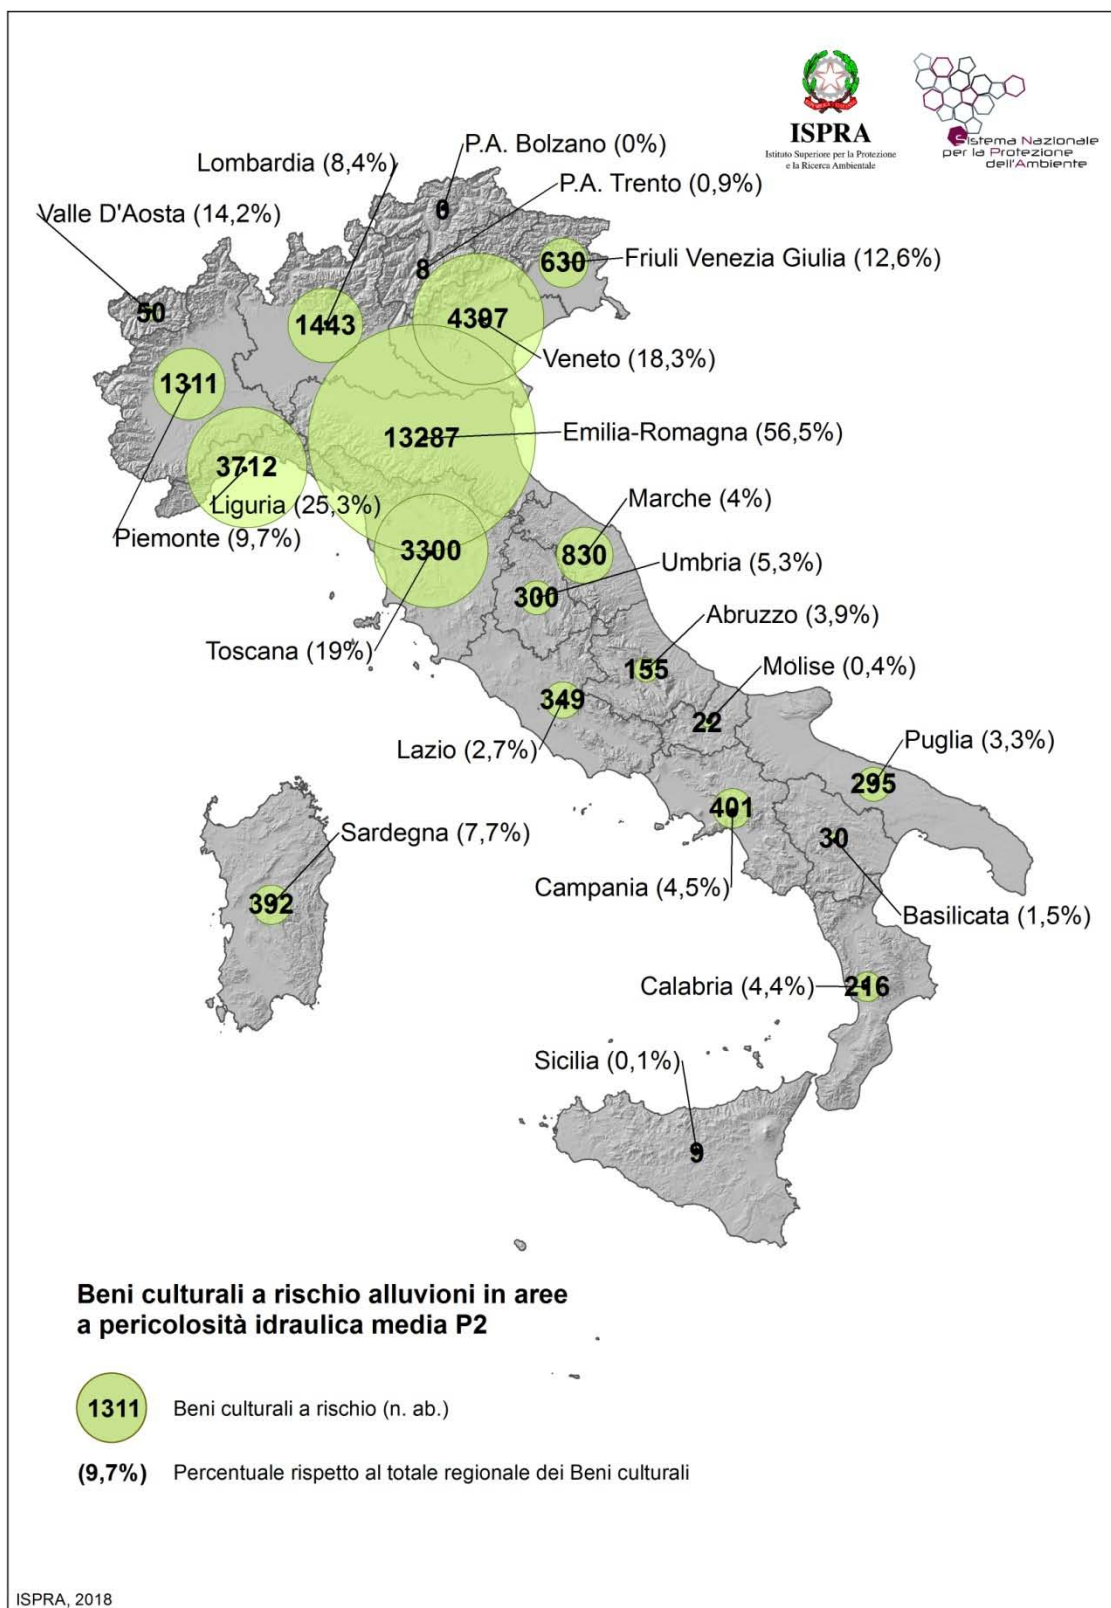 ISPRA
Istituto Superiore per la Protezione
e la Ricerca Ambientale
Sistema Nazionale
per la Protezione
dell'Ambiente
P.A. Bolzano (0%)
Lombardia (8,4%)
P.A. Trento (0,9%)
Valle D'Aosta (14,2%)
0
8
630
Friuli Venezia Giulia (12,6%)
50
1443
4397
Veneto (18,3%)
1311
13287
Emilia-Romagna (56,5%)
3712
Liguria (25,3%)
Piemonte (9,7%)
Marche (4%)
3300
830
Umbria (5,3%)
300
Abruzzo (3,9%)
Toscana (19%)
155
Molise (0,4%)
349
22
Lazio (2,7%)
Puglia (3,3%)
295
401
Sardegna (7,7%)
30
Campania (4,5%)
392
Basilicata (1,5%)
Calabria (4,4%)
216
Sicilia (0,1%)
9
Beni culturali a rischio alluvioni in aree
a pericolosità idraulica media P2
1311 Beni culturali a rischio (n. ab.)
(9,7%) Percentuale rispetto al totale regionale dei Beni culturali
ISPRA, 2018